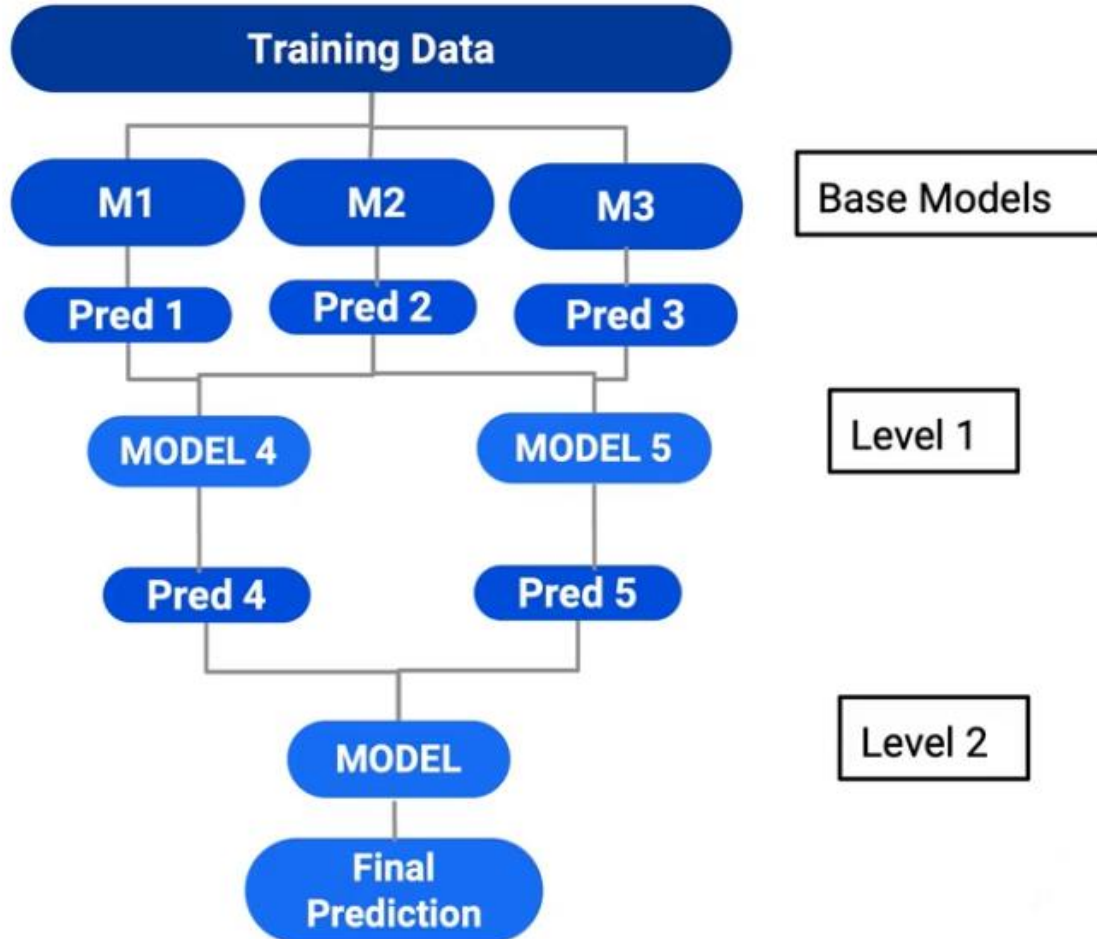 Training Data
M1
M2
M3
Base Models
Pred 1
Pred 2
Pred 3
MODEL 4
MODEL 5
Level 1
Pred 4
Pred 5
MODEL
Level 2
Final
Prediction